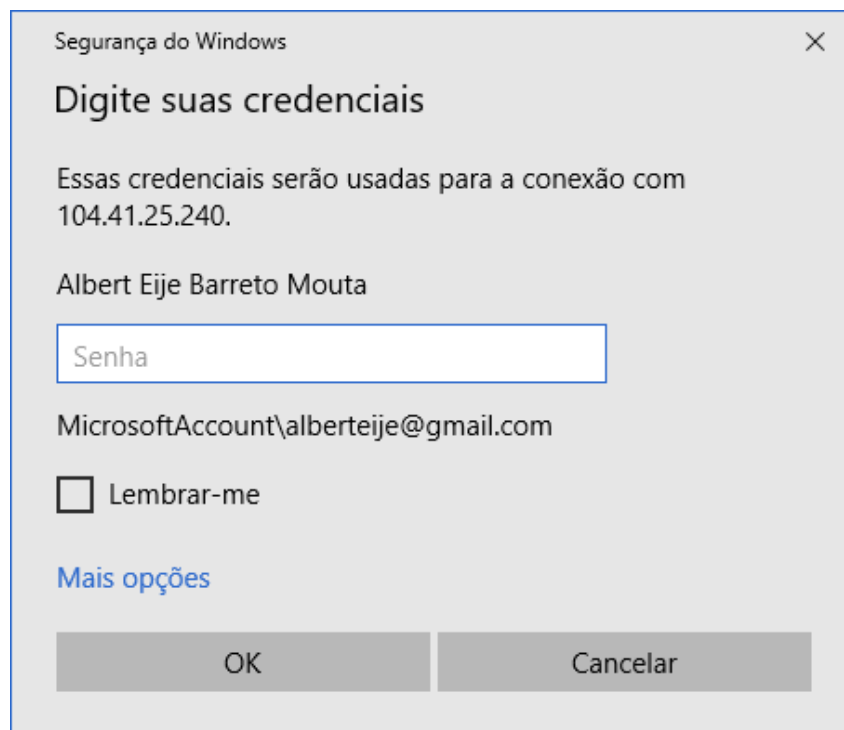 Segurança do Windows
Digite suas credenciais
Essas credenciais serão usadas para a conexão com
104.41.25.240.
Albert Eije Barreto Mouta
Senha
MicrosoftAccount\alberteije@gmail.com
Lembrar-me
Mais opções
OK
Cancelar